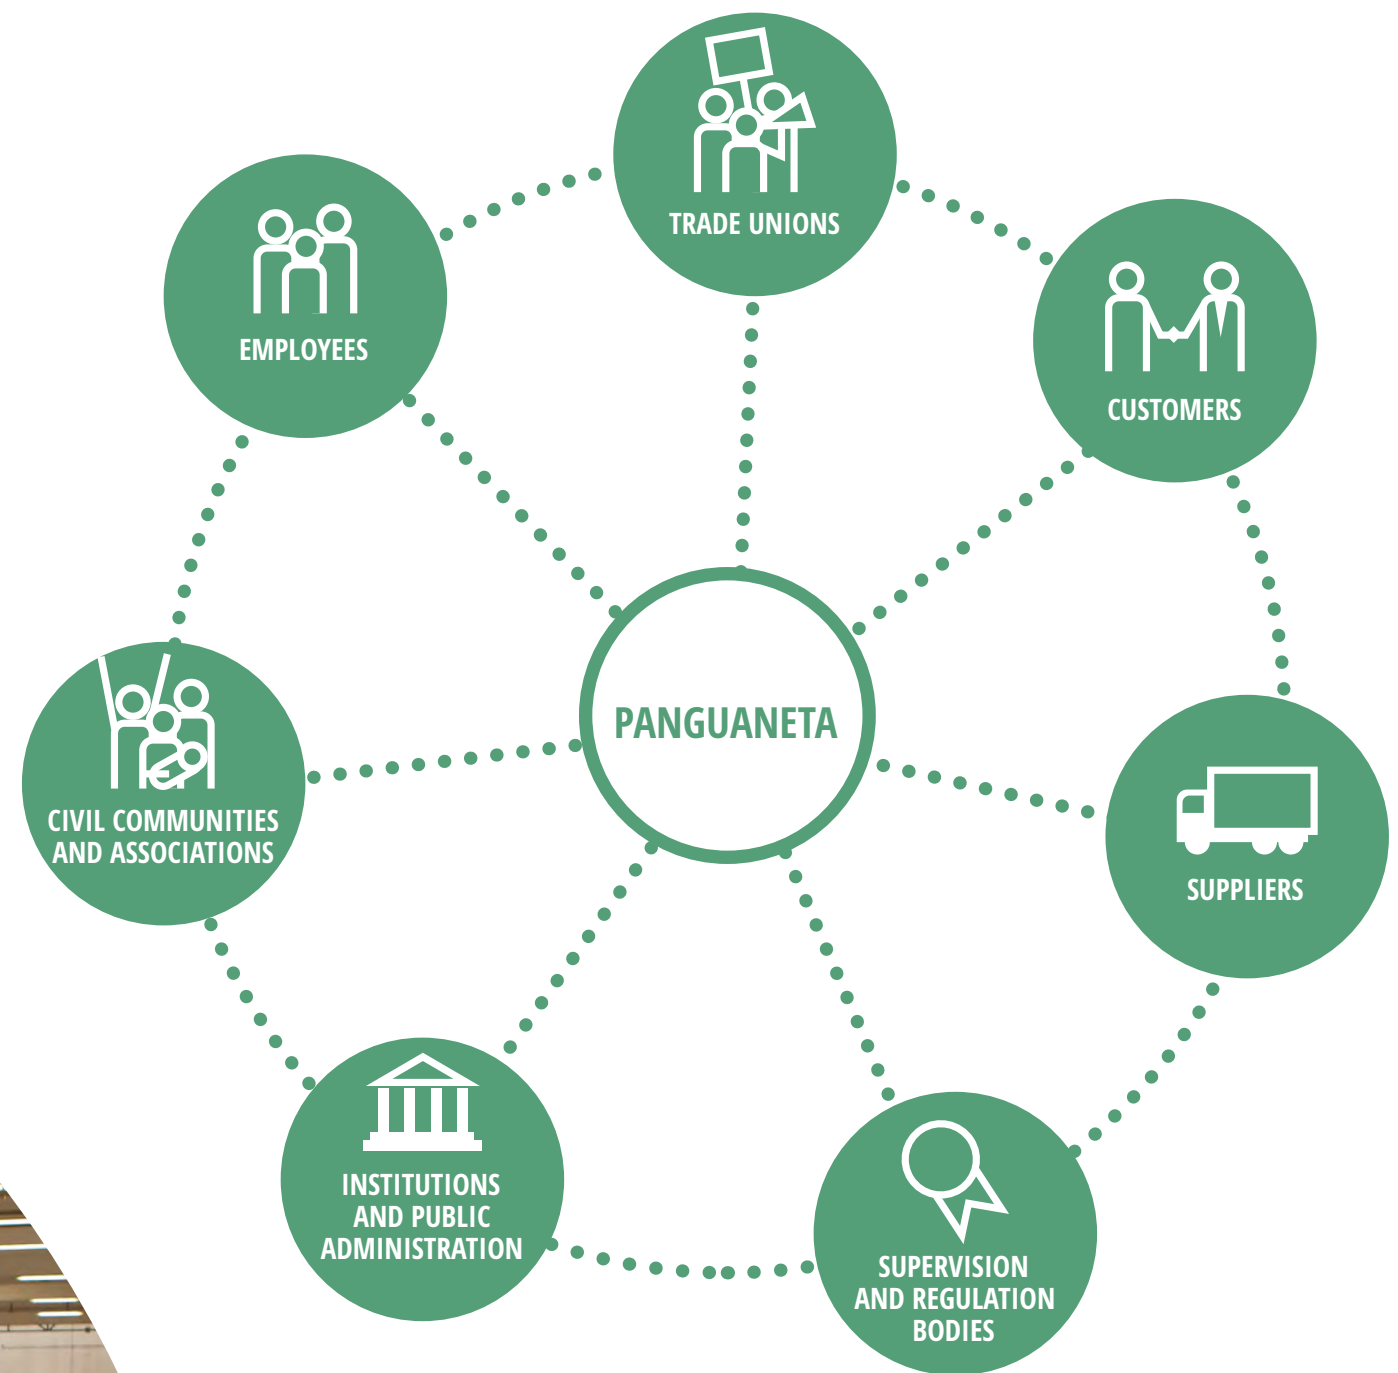 TRADE UNIONS
EMPLOYEES
CUSTOMERS
PANGUANETA
CIVIL COMMUNITIES
AND ASSOCIATIONS
SUPPLIERS
INSTITUTIONS
AND PUBLIC
ADMINISTRATION
SUPERVISION
AND REGULATION
BODIES